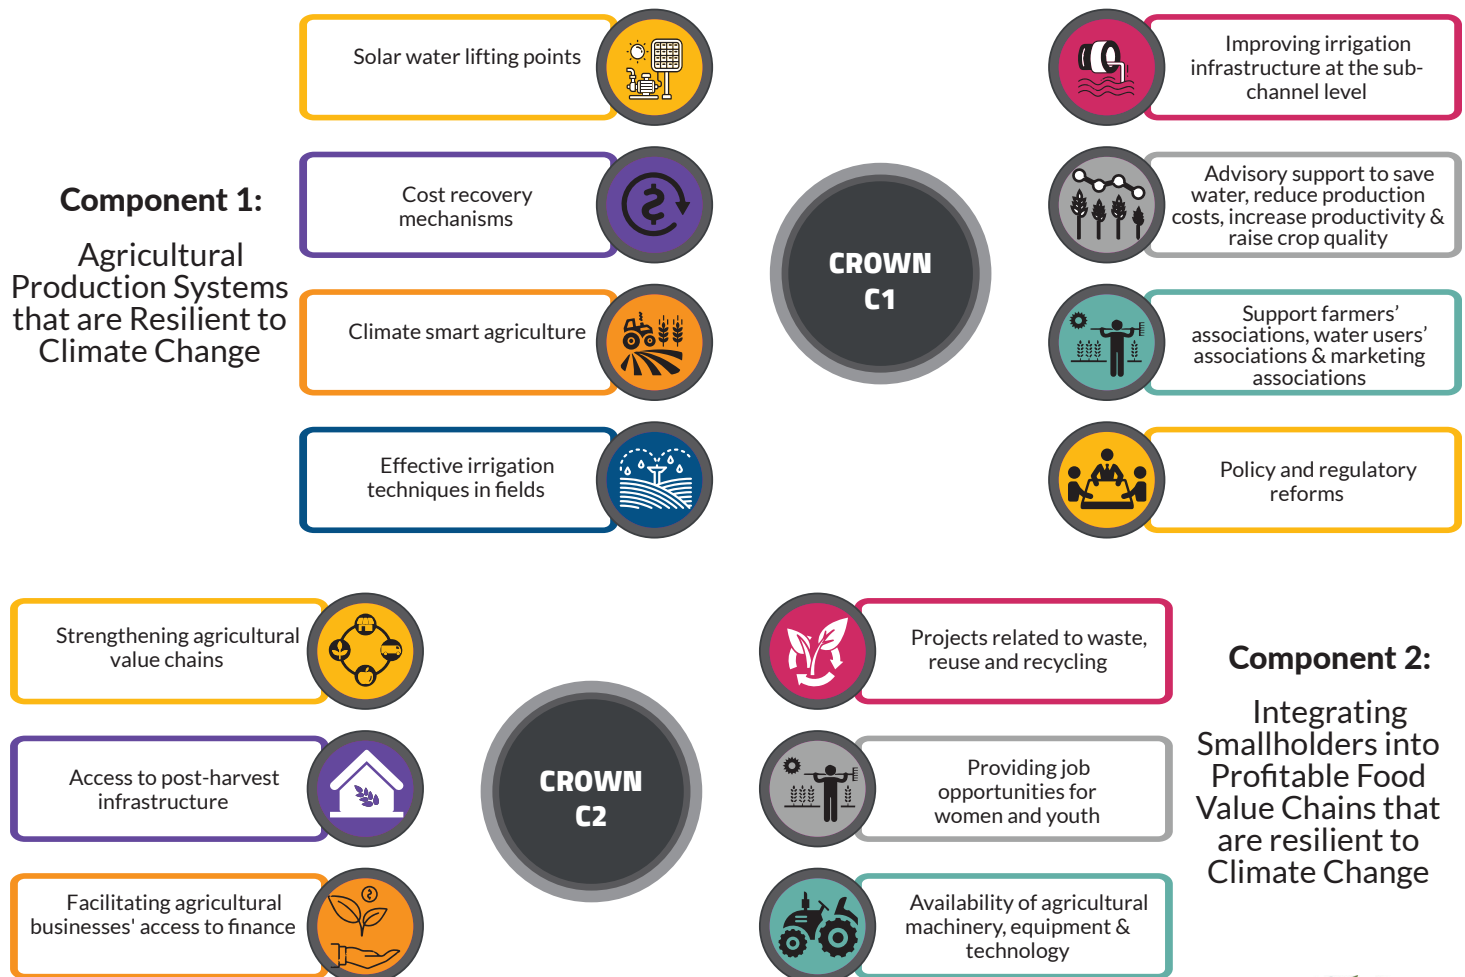 Component 1:
Agricultural
Production Systems
that are Resilient to
Climate Change
Solar water lifting points
Cost recovery
mechanisms
Climate smart agriculture
Effective irrigation
techniques in fields
CROWN
C1
Improving irrigation
infrastructure at the sub-
channel level
Advisory support to save
water, reduce production
costs, increase productivity &
raise crop quality
Support farmers’
associations, water users’
associations & marketing
associations
Policy and regulatory
reforms
Strengthening agricultural
value chains
Access to post-harvest
infrastructure
Facilitating agricultural
businesses' access to finance
CROWN
C2
Projects related to waste,
reuse and recycling
Providing job
opportunities for
women and youth
Availability of agricultural
machinery, equipment &
technology
Component 2:
Integrating
Smallholders into
Profitable Food
Value Chains that
are resilient to
Climate Change